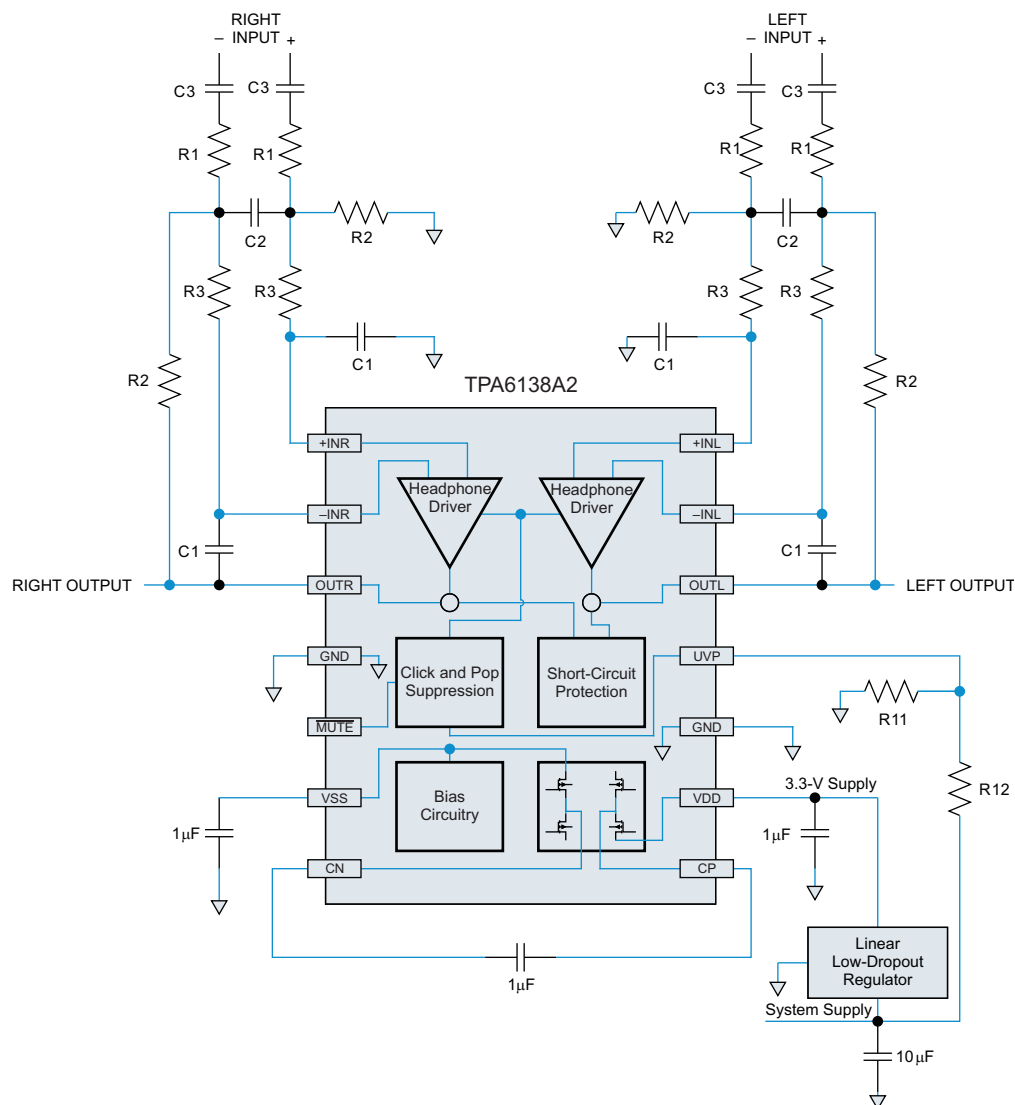 RIGHT
– INPUT +
LEFT
– INPUT +
C3
C3
C3
C3
R1
R1
R1
R1
C2
R2
R2
C2
R3
R3
R3
R3
C1
C1
R2
R2
TPA6138A2
+INR
+INL
Headphone
Driver
Headphone
Driver
–INR
–INL
C1
C1
RIGHT OUTPUT
OUTR
OUTL
LEFT OUTPUT
GND
UVP
Click and Pop
Suppression
Short-Circuit
Protection
R11
MUTE
GND
R12
3.3-V Supply
VSS
Bias
Circuitry
VDD
1µF
1µF
CN
CP
1µF
Linear
Low-Dropout
Regulator
System Supply
10µF